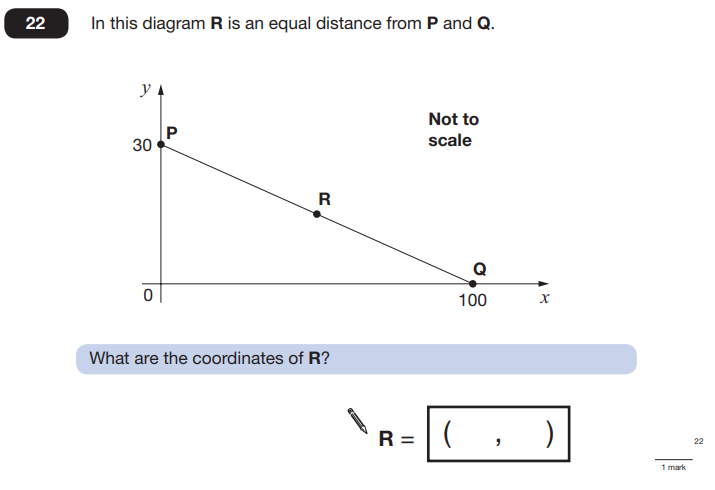 22
In this diagram R is an equal distance from P and Q.
y
P
30
Not to
scale
R
Q
0
100
x
What are the coordinates of R?
R = ( , )
22
1 mark